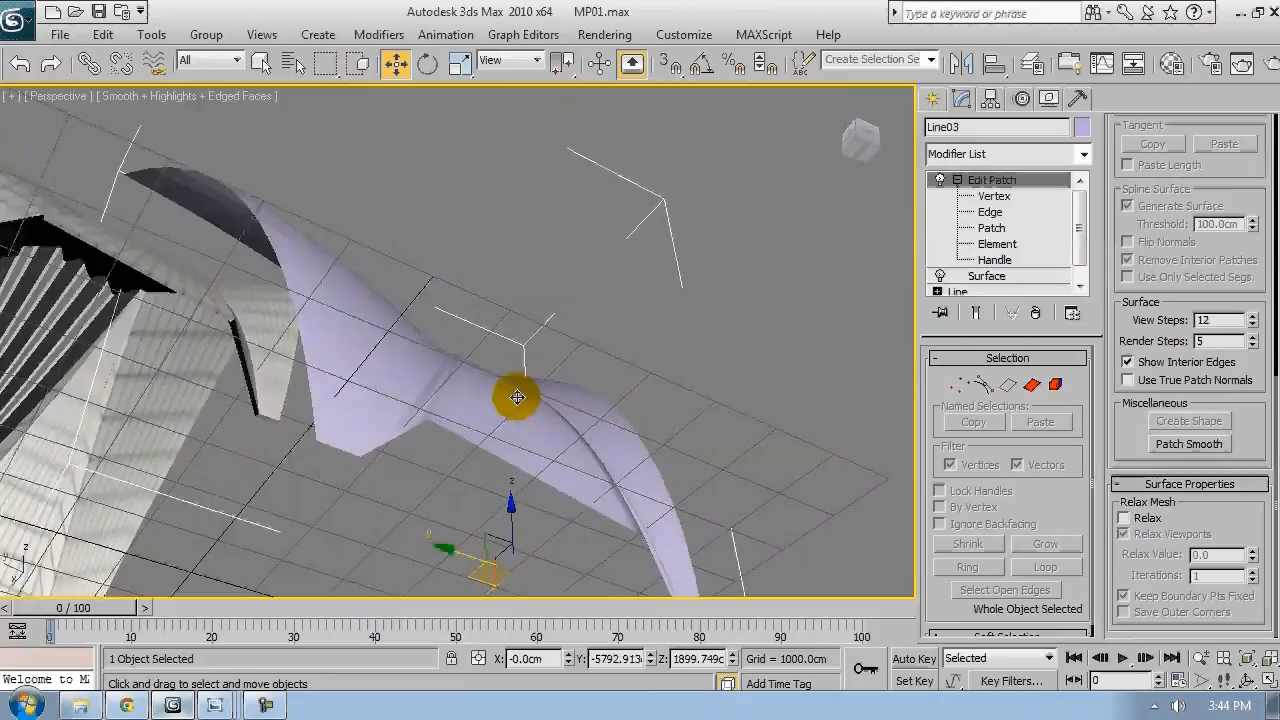 Autodesk 3ds Max 2010 x64 MP01.max
Type a keyword or phrase
File Edit Tools Group Views Create Modifiers Animation Graph Editors Rendering Customize MAXScript Help
All View Create Selection Se
[ + ] [ Perspective ] [ Smooth + Highlights + Edged Faces ]
Line03
Modifier List
Edit Patch
Vertex
Edge
Patch
Element
Handle
Surface
Line
Selection
Named Selections:
Copy Paste
Filter
Vertices Vectors
Lock Handles
By Vertex
Ignore Backfacing
Shrink Grow
Ring Loop
Select Open Edges
Whole Object Selected
Soft Selection
Tangent
Copy Paste
Paste Length
Spline Surface
Generate Surface
Threshold: 100.0cm
Flip Normals
Remove Interior Patches
Use Only Selected Segs.
Surface
View Steps: 12
Render Steps: 5
Show Interior Edges
Use True Patch Normals
Miscellaneous
Create Shape
Patch Smooth
Surface Properties
Relax Mesh
Relax
Relax Viewports
Relax Value: 0.0
Iterations: 1
Keep Boundary Pts Fixed
Save Outer Corners
z
y
z
0 / 100
0 10 20 30 40 50 60 70 80 90 100
1 Object Selected X: -0.0cm Y: -5792.913 Z: 1899.749c Grid = 1000.0cm Auto Key Selected
Welcome to M Click and drag to select and move objects Add Time Tag Set Key Key Filters... 0
3:44 PM